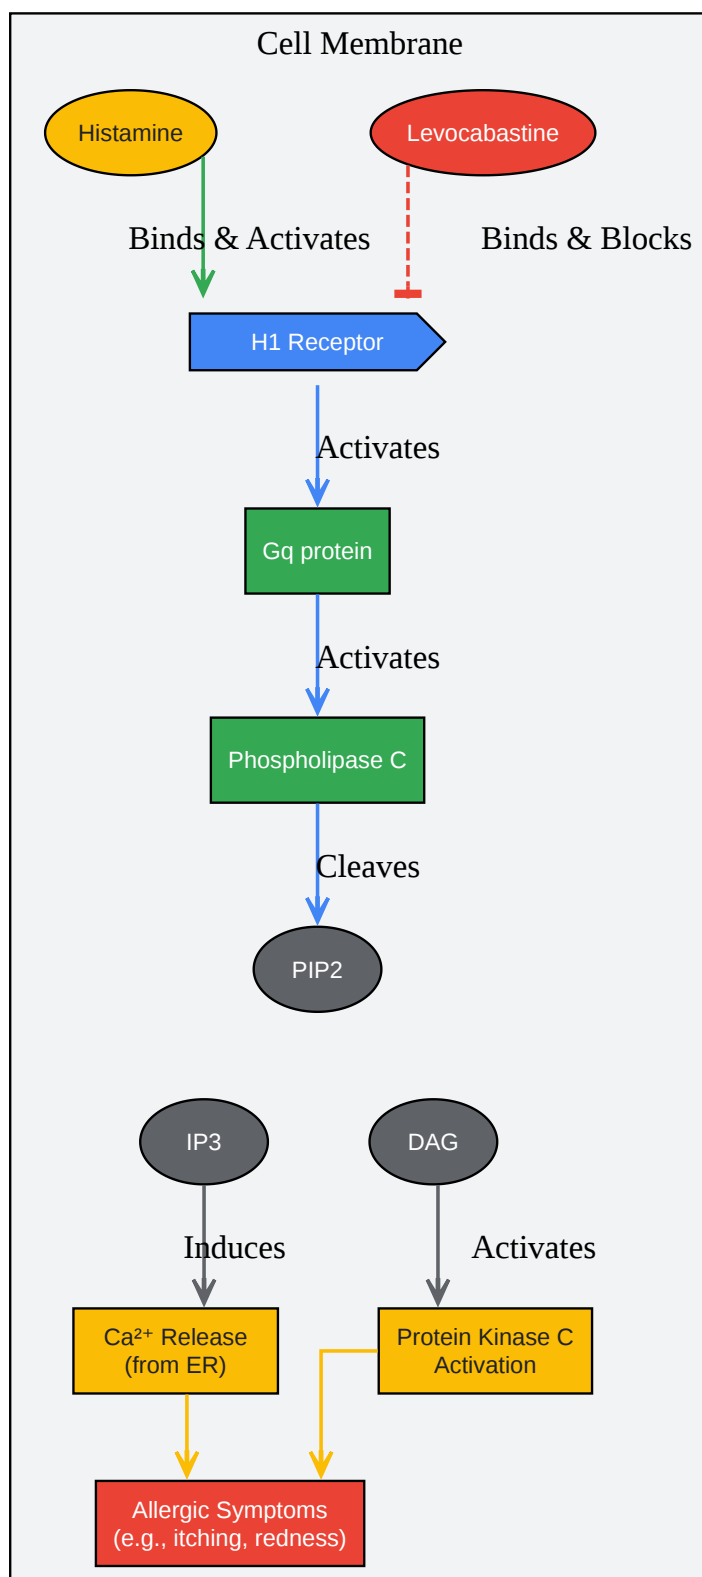 Cell Membrane
Histamine
Levocabastine
Binds & Activates
Binds & Blocks
H1 Receptor
Activates
Gq protein
Activates
Phospholipase C
Cleaves
PIP2
IP3
DAG
Induces
Activates
Ca²⁺ Release
(from ER)
Protein Kinase C
Activation
Allergic Symptoms
(e.g., itching, redness)